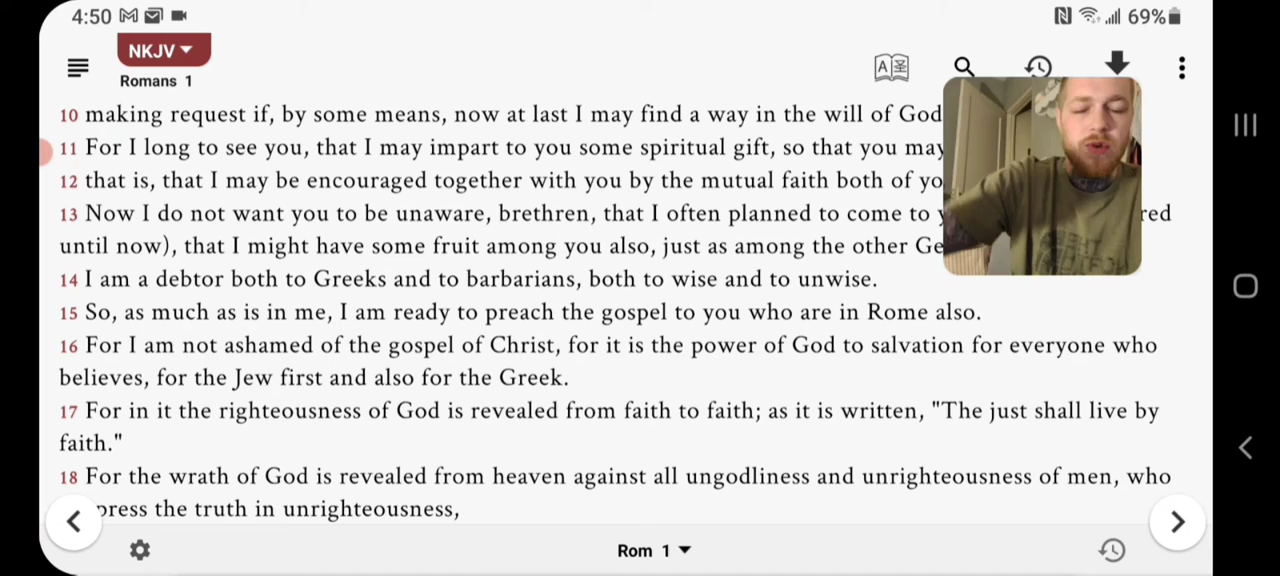 4:50
69%
NKJV
Romans 1
10 making request if, by some means, now at last I may find a way in the will of God
11 For I long to see you, that I may impart to you some spiritual gift, so that you may
12 that is, that I may be encouraged together with you by the mutual faith both of yo
13 Now I do not want you to be unaware, brethren, that I often planned to come to y red
until now), that I might have some fruit among you also, just as among the other Ge
14 I am a debtor both to Greeks and to barbarians, both to wise and to unwise.
15 So, as much as is in me, I am ready to preach the gospel to you who are in Rome also.
16 For I am not ashamed of the gospel of Christ, for it is the power of God to salvation for everyone who
believes, for the Jew first and also for the Greek.
17 For in it the righteousness of God is revealed from faith to faith; as it is written, "The just shall live by
faith."
18 For the wrath of God is revealed from heaven against all ungodliness and unrighteousness of men, who
press the truth in unrighteousness,
Rom 1